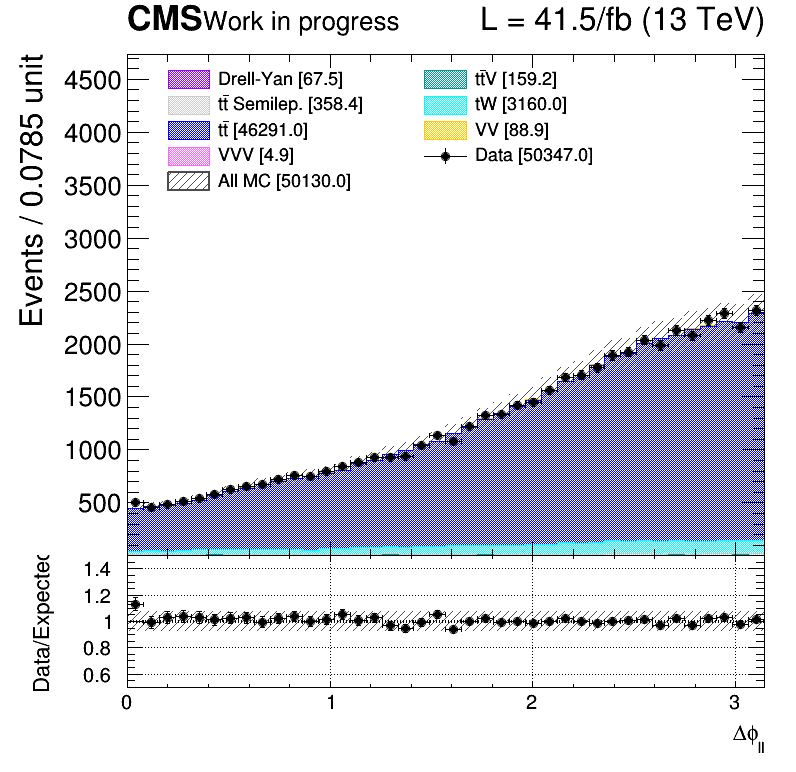 CMS Work in progress L = 41.5/fb (13 TeV)
Events / 0.0785 unit
4500
4000
3500
3000
2500
2000
1500
1000
500
Drell-Yan [67.5]
tt̄ Semilep. [358.4]
tt̄ [46291.0]
VVV [4.9]
All MC [50130.0]
tt̄V [159.2]
tW [3160.0]
VV [88.9]
Data [50347.0]
Data/Expected
1.4
1.2
1
0.8
0.6
0 1 2 3
Δϕll